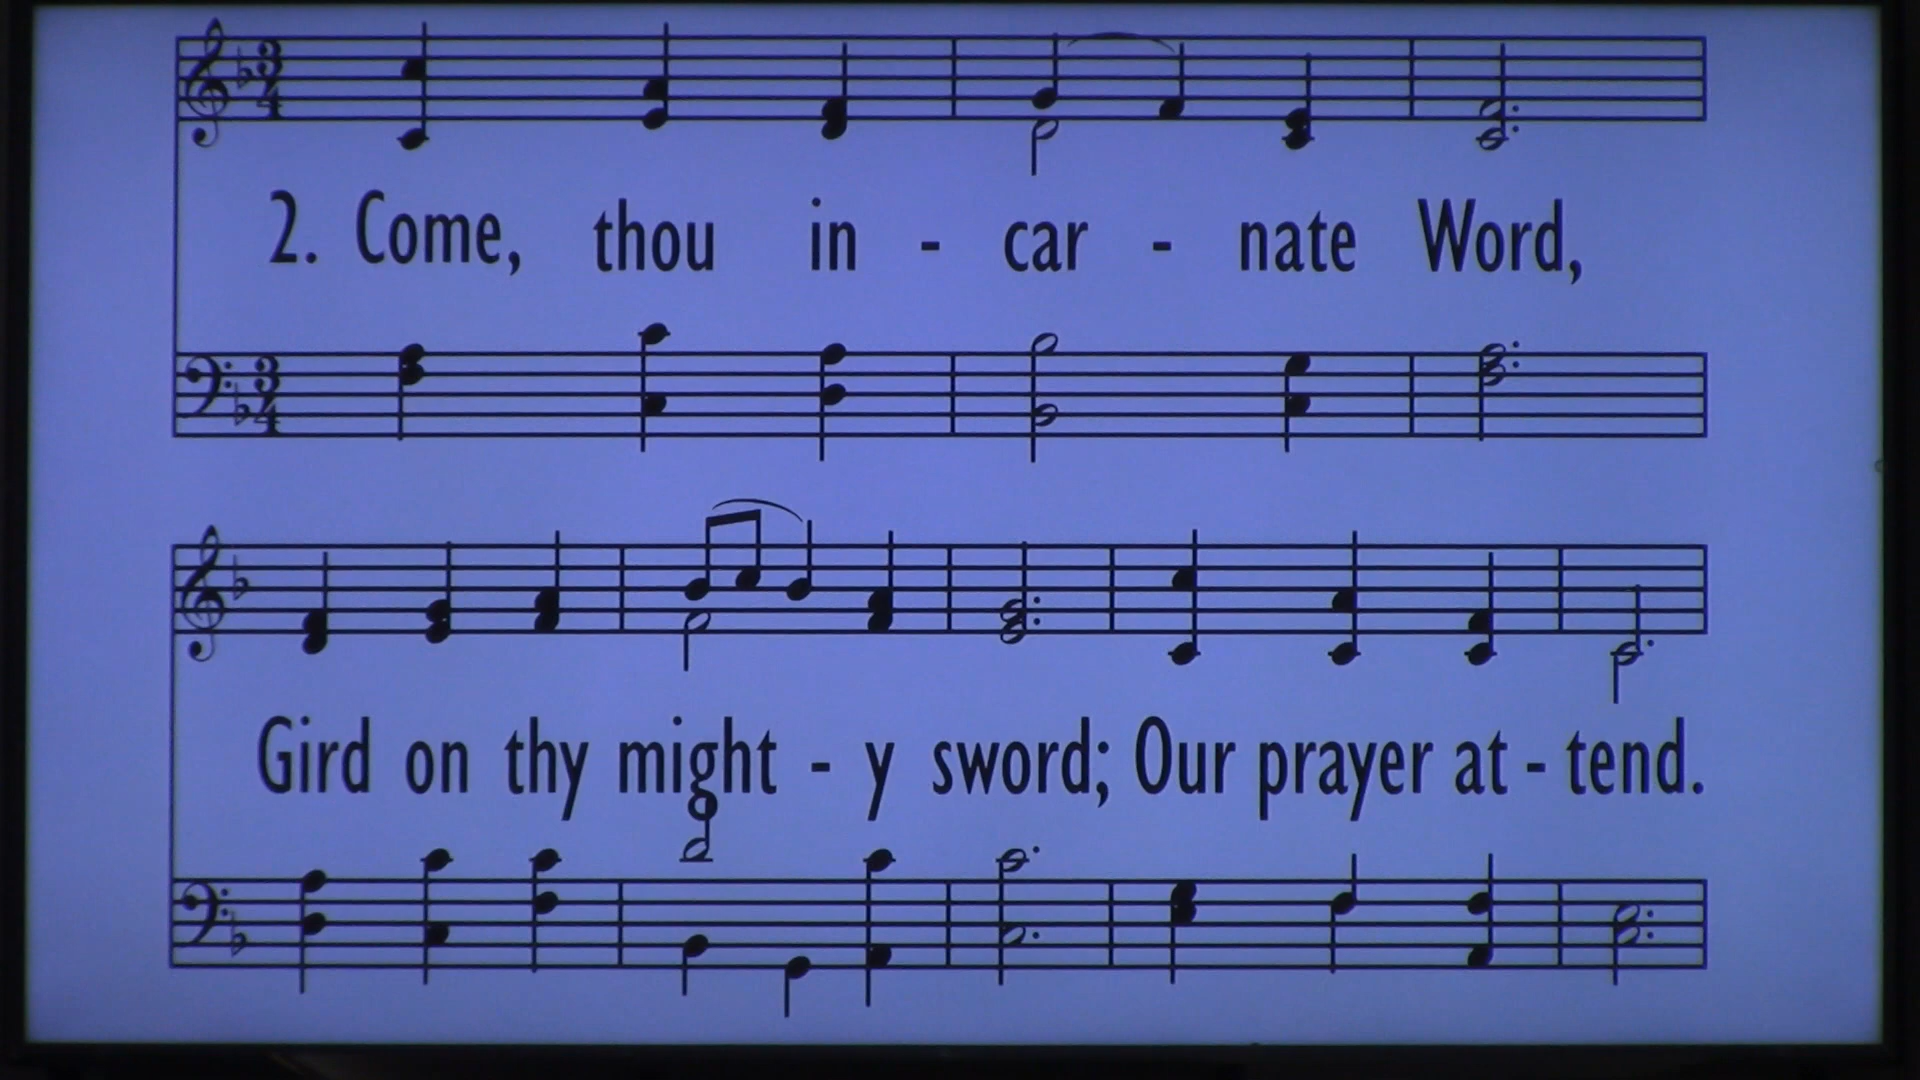 2. Come, thou in - car - nate Word,
Gird on thy might - y sword; Our prayer at - tend.